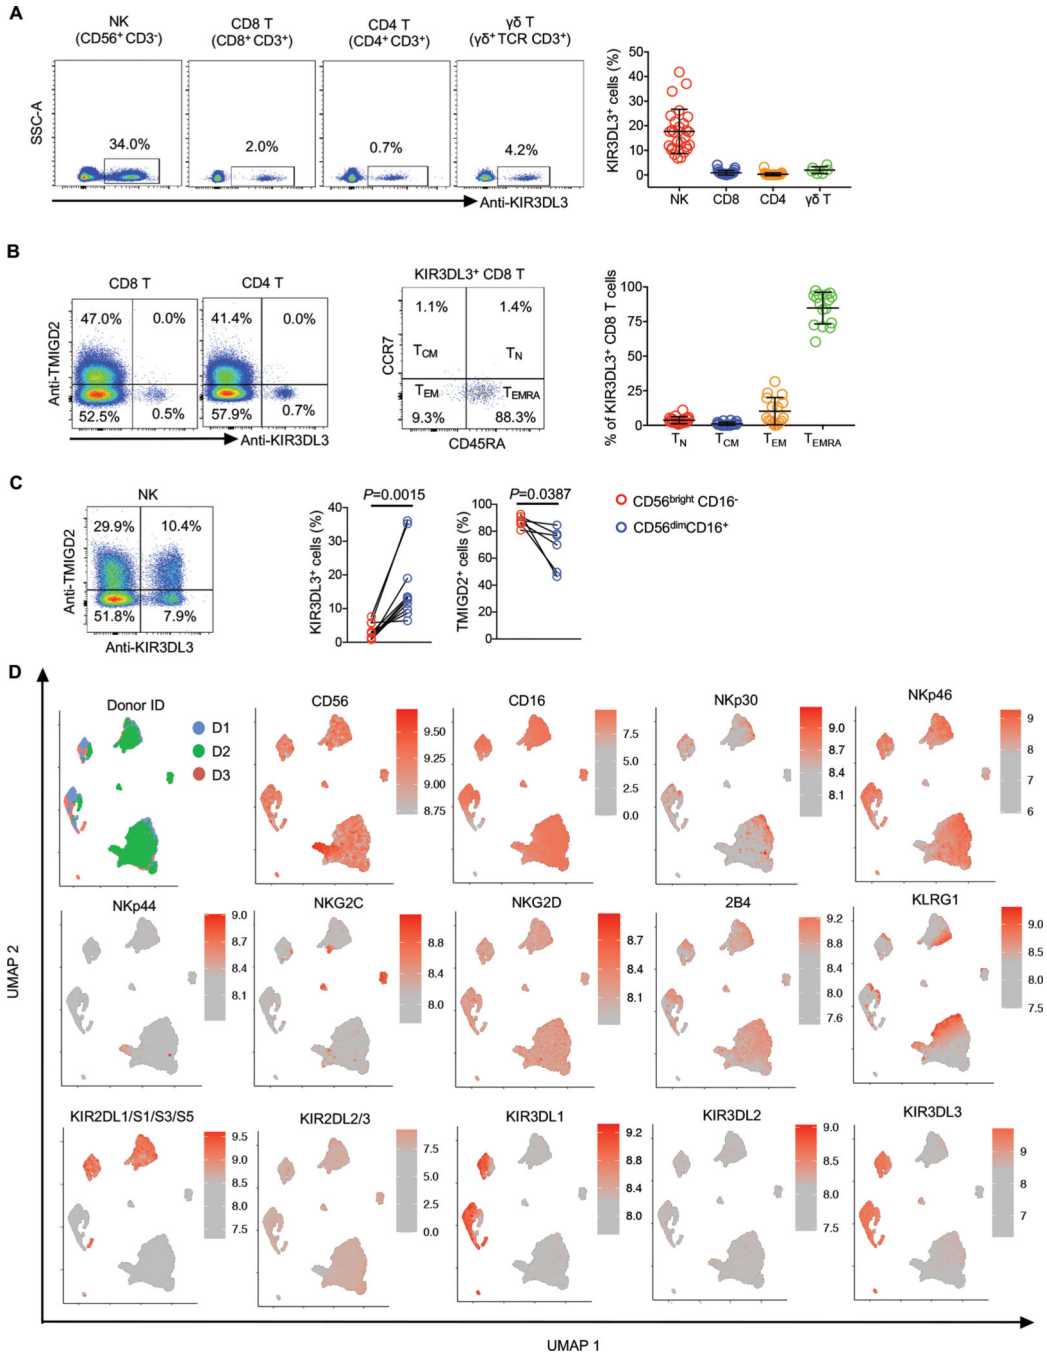 A
NK
(CD56+ CD3-)
CD8 T
(CD8+ CD3+)
CD4 T
(CD4+ CD3+)
γδ T
(γδ+ TCR CD3+)
SSC-A
34.0%
2.0%
0.7%
4.2%
Anti-KIR3DL3
KIR3DL3+ cells (%)
50
40
30
20
10
0
NK
CD8
CD4
γδ T
B
CD8 T
CD4 T
Anti-TMIGD2
47.0%
0.0%
52.5%
0.5%
41.4%
0.0%
57.9%
0.7%
Anti-KIR3DL3
KIR3DL3+ CD8 T
CCR7
1.1%
1.4%
TCM
TN
TEM
TEMRA
9.3%
88.3%
CD45RA
% of KIR3DL3+ CD8 T cells
100
75
50
25
0
TN
TCM
TEM
TEMRA
C
NK
Anti-TMIGD2
29.9%
10.4%
51.8%
7.9%
Anti-KIR3DL3
P=0.0015
KIR3DL3+ cells (%)
40
30
20
10
0
P=0.0387
TMIGD2+ cells (%)
100
80
60
40
20
0
CD56bright CD16-
CD56dimCD16+
D
UMAP 2
Donor ID
D1
D2
D3
CD56
9.50
9.25
9.00
8.75
CD16
7.5
5.0
2.5
0.0
NKp30
9.0
8.7
8.4
8.1
NKp46
9
8
7
6
NKp44
9.0
8.7
8.4
8.1
NKG2C
8.8
8.4
8.0
NKG2D
8.7
8.4
8.1
2B4
9.2
8.8
8.4
8.0
7.6
KLRG1
9.0
8.5
8.0
7.5
KIR2DL1/S1/S3/S5
9.5
9.0
8.5
8.0
7.5
KIR2DL2/3
7.5
5.0
2.5
0.0
KIR3DL1
9.2
8.8
8.4
8.0
KIR3DL2
9.0
8.5
8.0
7.5
KIR3DL3
9
8
7
UMAP 1